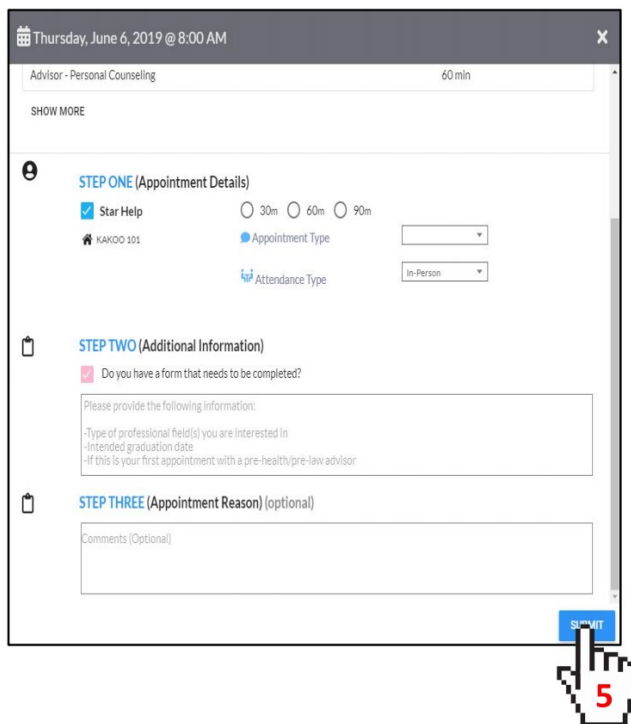 Thursday, June 6, 2019 @ 8:00 AM
Advisor - Personal Counseling 60 min
SHOW MORE
STEP ONE (Appointment Details)
Star Help 30m 60m 90m
KAKOO 101 Appointment Type
Attendance Type In-Person
STEP TWO (Additional Information)
Do you have a form that needs to be completed?
Please provide the following information:
-Type of professional field(s) you are interested in
-Intended graduation date
-If this is your first appointment with a pre-health/pre-law advisor
STEP THREE (Appointment Reason) (optional)
Comments (Optional)
SUBMIT
5